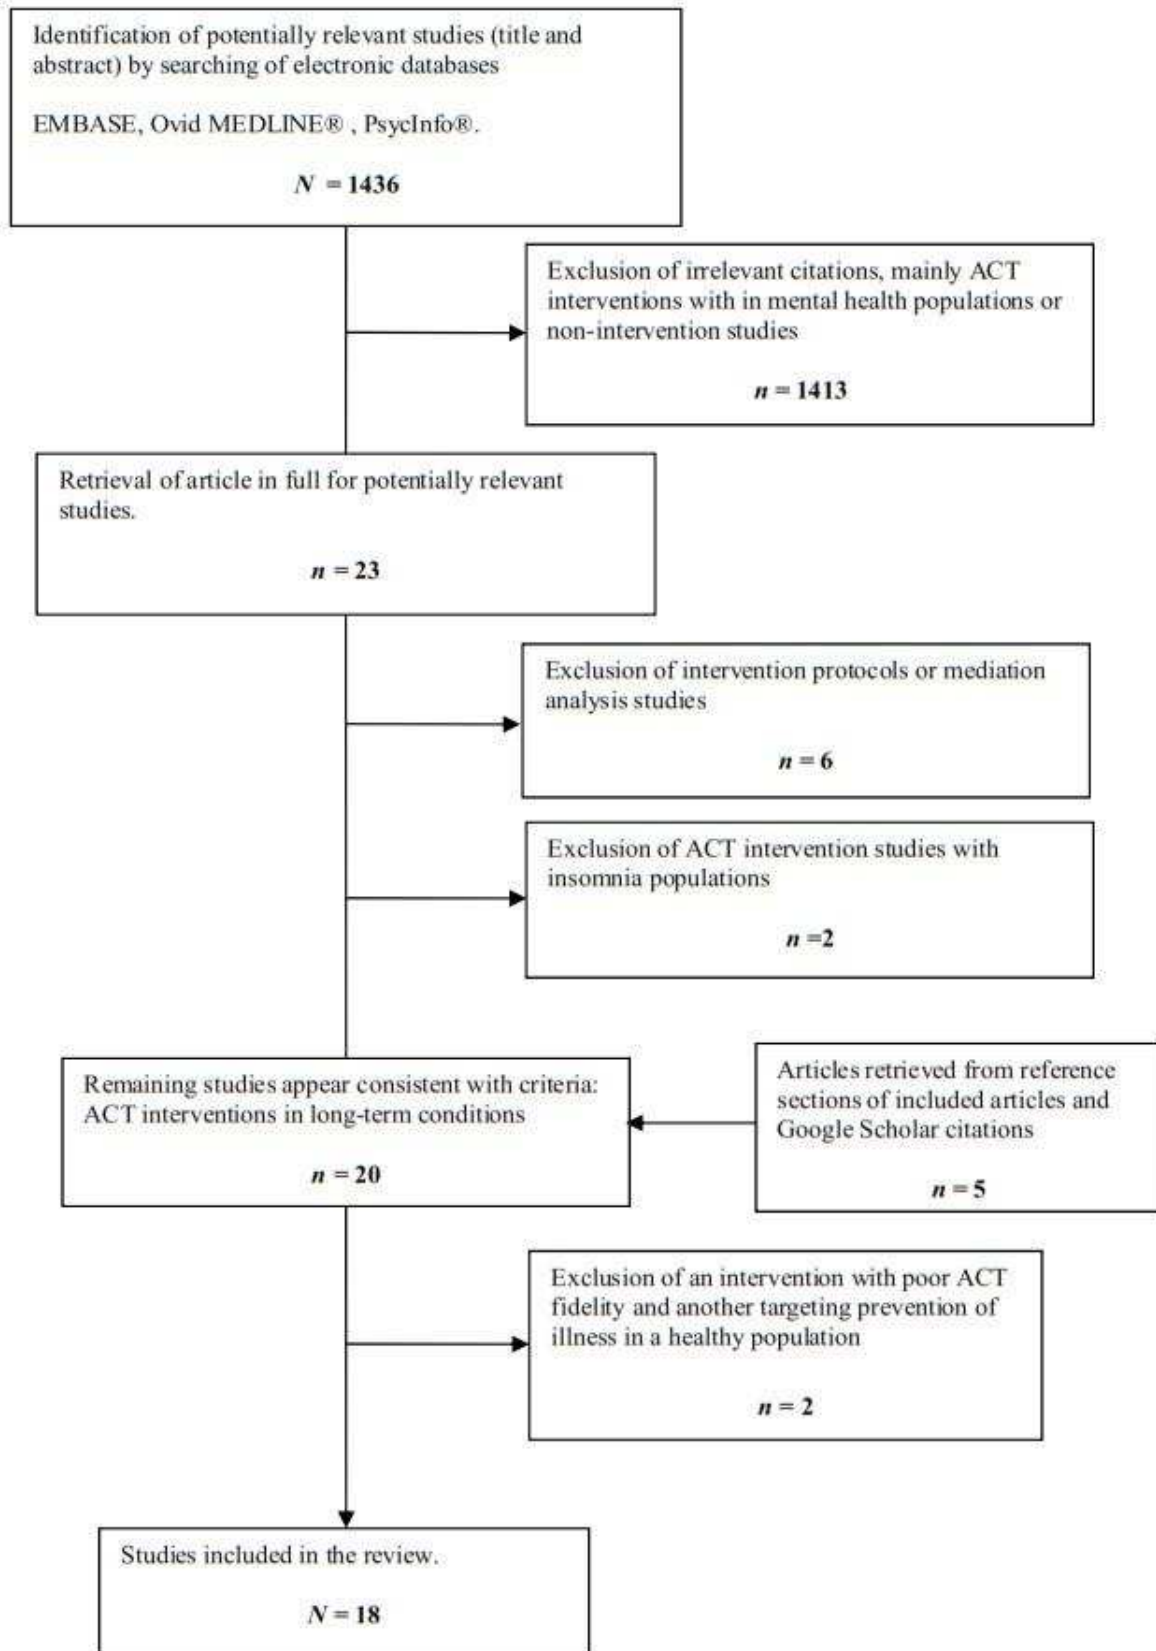 Identification of potentially relevant studies (title and
abstract) by searching of electronic databases
EMBASE, Ovid MEDLINE® , PsycInfo®.
N = 1436
Exclusion of irrelevant citations, mainly ACT
interventions with in mental health populations or
non-intervention studies
n = 1413
Retrieval of article in full for potentially relevant
studies.
n = 23
Exclusion of intervention protocols or mediation
analysis studies
n = 6
Exclusion of ACT intervention studies with
insomnia populations
n =2
Remaining studies appear consistent with criteria:
ACT interventions in long-term conditions
n = 20
Articles retrieved from reference
sections of included articles and
Google Scholar citations
n = 5
Exclusion of an intervention with poor ACT
fidelity and another targeting prevention of
illness in a healthy population
n = 2
Studies included in the review.
N = 18